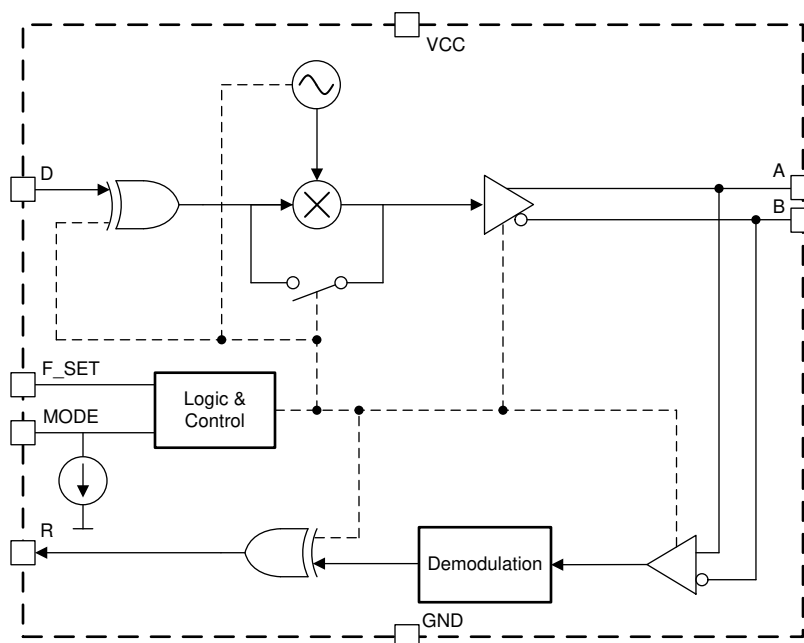 VCC
D
A
B
F_SET
Logic &
Control
MODE
R
Demodulation
GND